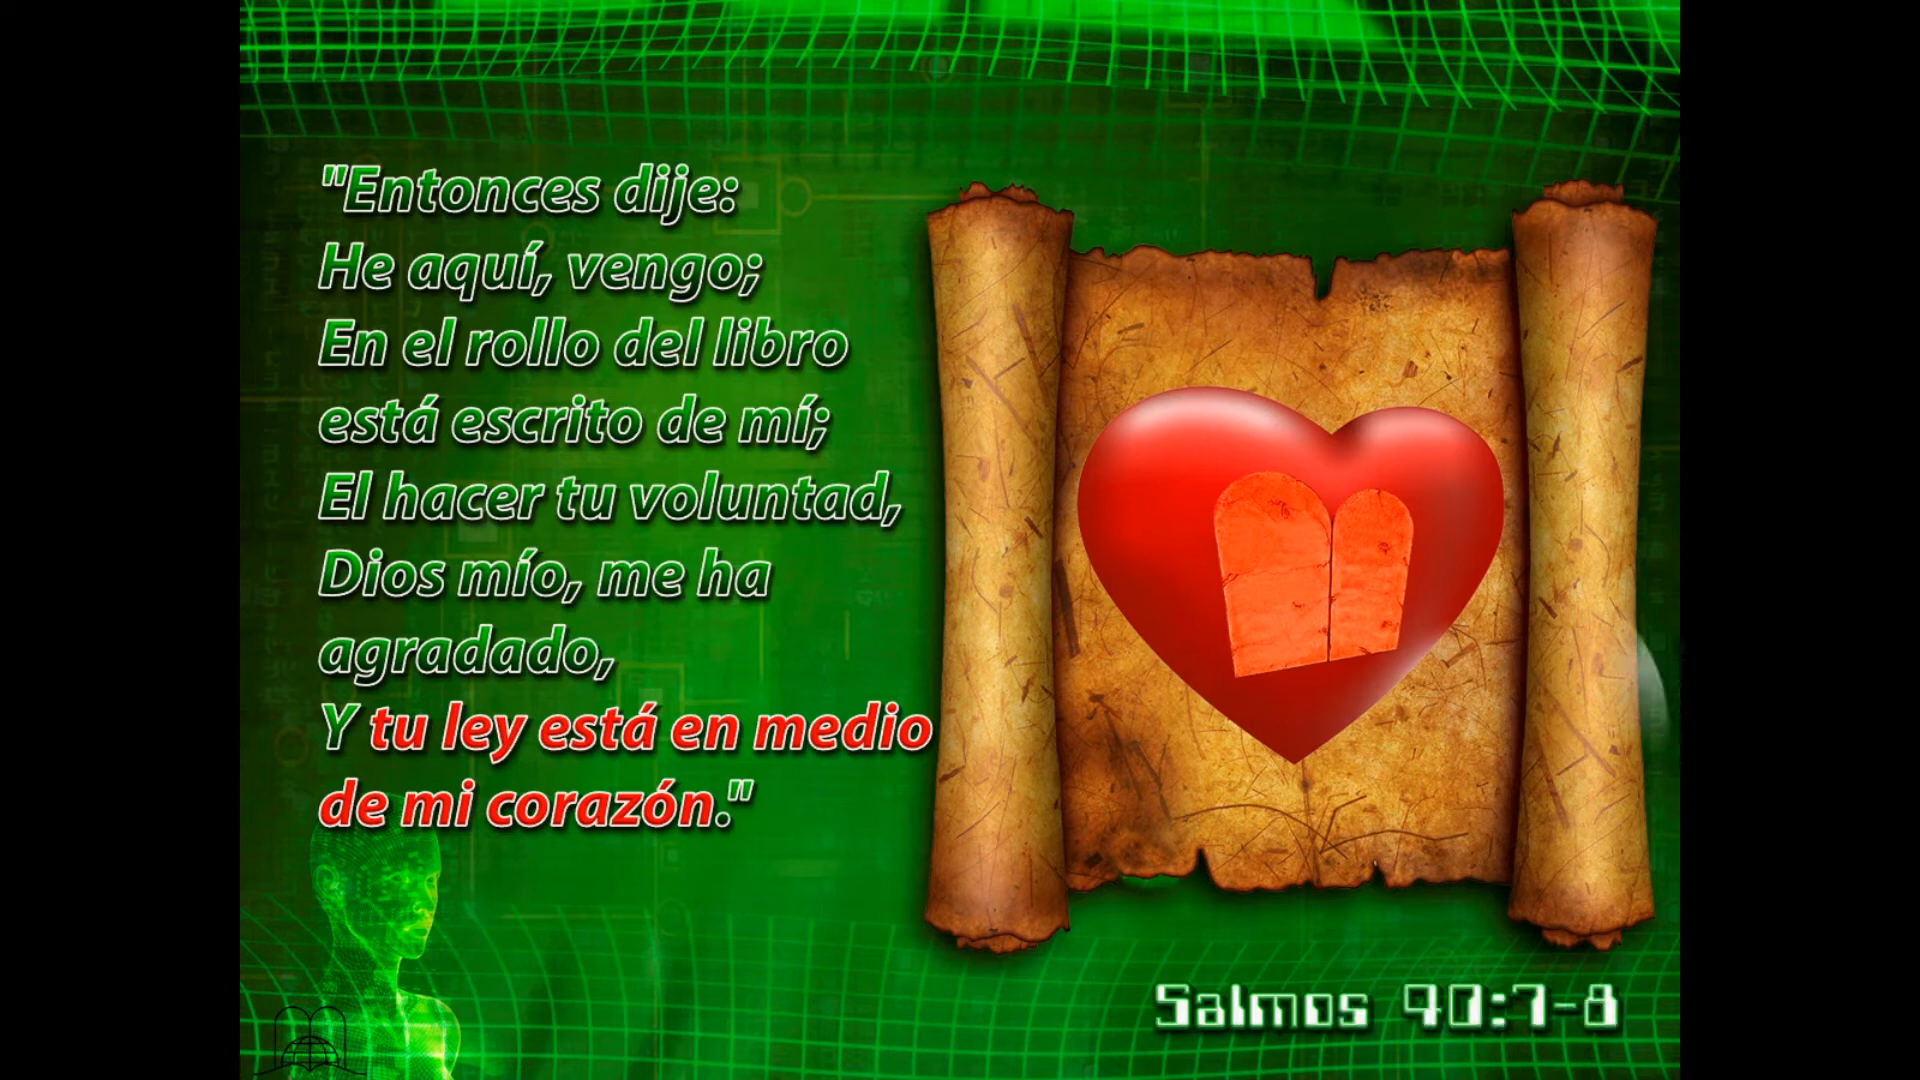 "Entonces dije:
He aquí, vengo;
En el rollo del libro
está escrito de mí;
El hacer tu voluntad,
Dios mío, me ha
agradado,
Y tu ley está en medio
de mi corazón."
Salmos 40:7-8